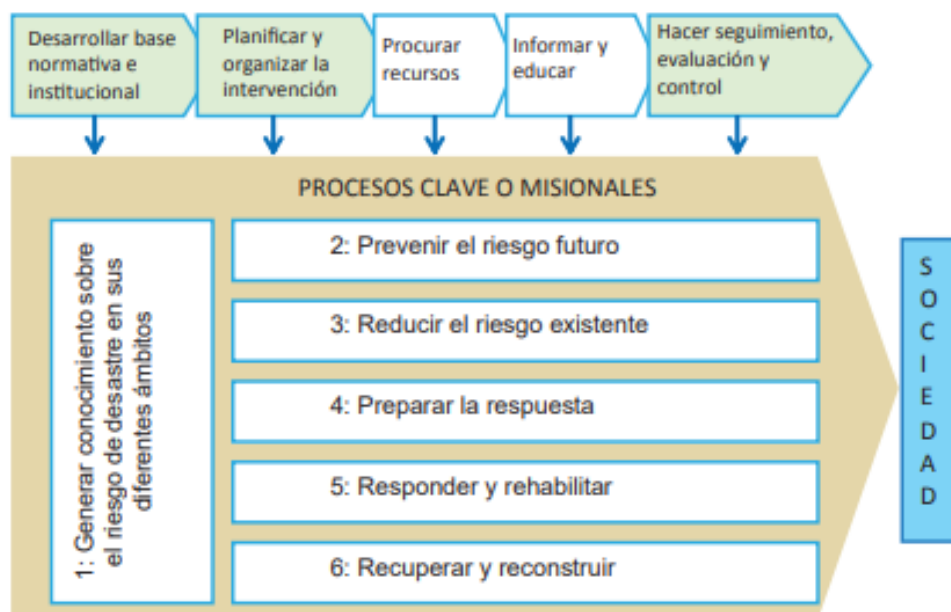 Desarrollar base
normativa e
institucional
Planificar y
organizar la
intervención
Procurar
recursos
Informar y
educar
Hacer seguimiento,
evaluación y
control
PROCESOS CLAVE O MISIONALES
1: Generar conocimiento sobre
el riesgo de desastre en sus
diferentes ámbitos
2: Prevenir el riesgo futuro
3: Reducir el riesgo existente
4: Preparar la respuesta
5: Responder y rehabilitar
6: Recuperar y reconstruir
SOCIEDAD